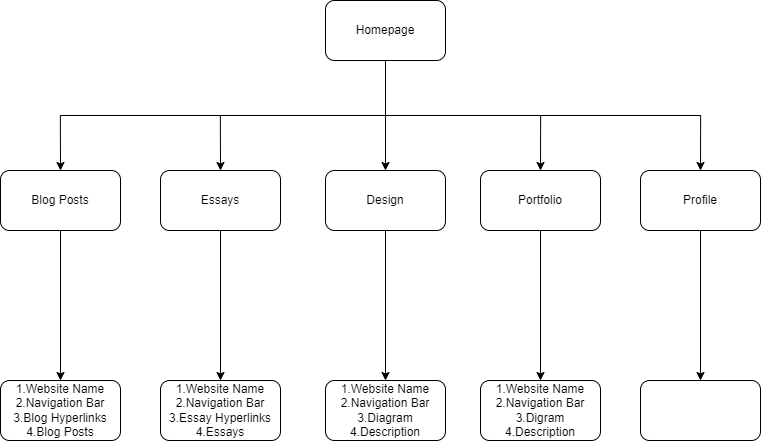 Homepage
Blog Posts
Essays
Design
Portfolio
Profile
1.Website Name
2.Navigation Bar
3.Blog Hyperlinks
4.Blog Posts
1.Website Name
2.Navigation Bar
3.Essay Hyperlinks
4.Essays
1.Website Name
2.Navigation Bar
3.Diagram
4.Description
1.Website Name
2.Navigation Bar
3.Digram
4.Description